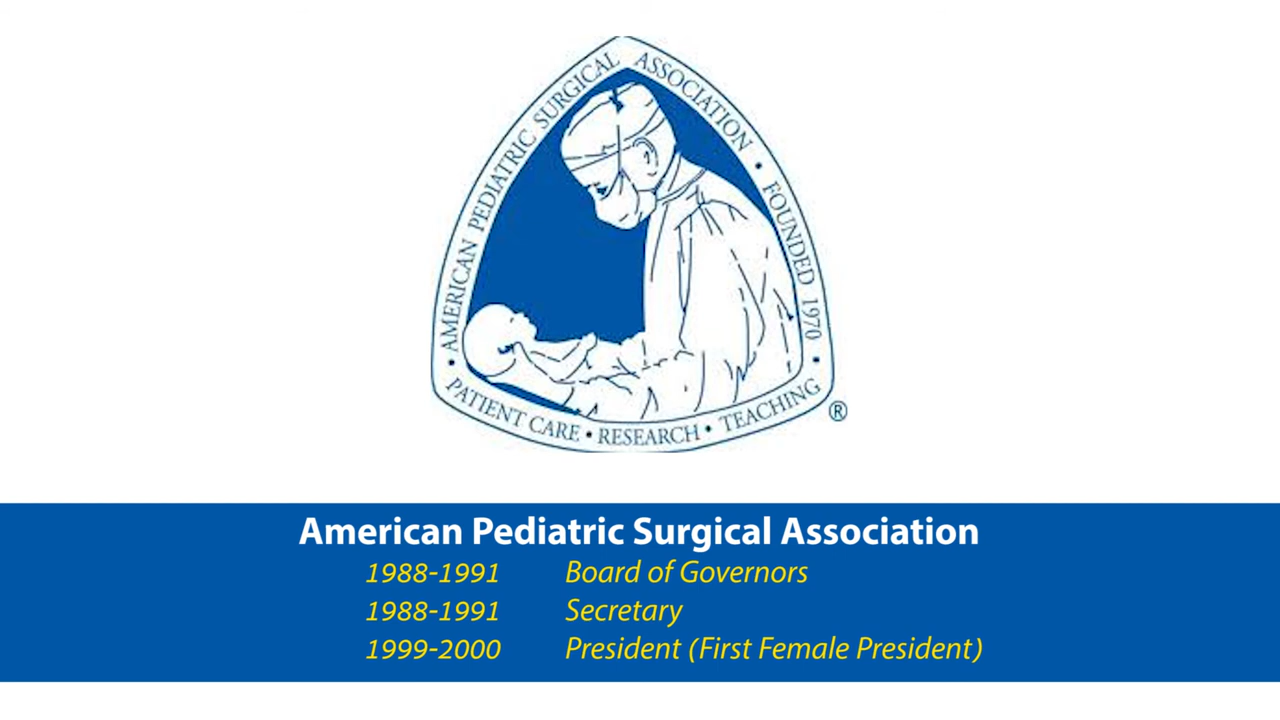 • AMERICAN PEDIATRIC SURGICAL ASSOCIATION • FOUNDED 1970 •
PATIENT CARE • RESEARCH • TEACHING
®
American Pediatric Surgical Association
1988-1991 Board of Governors
1988-1991 Secretary
1999-2000 President (First Female President)